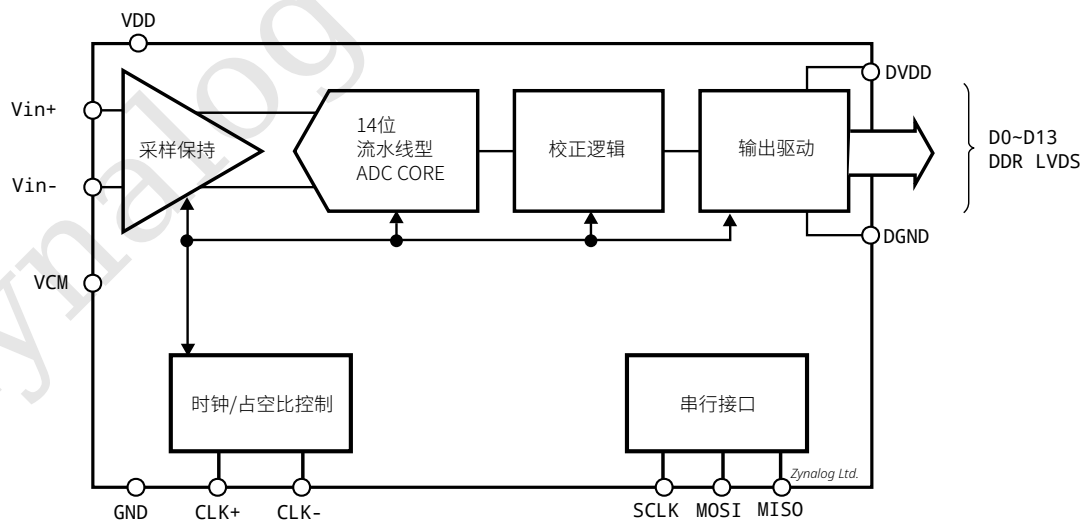 VDD
DVDD
Vin+
Vin-
采样保持
14位
流水线型
ADC CORE
校正逻辑
输出驱动
D0~D13
DDR LVDS
DGND
VCM
时钟/占空比控制
串行接口
Zynalog Ltd.
GND
CLK+
CLK-
SCLK
MOSI
MISO
ynalog